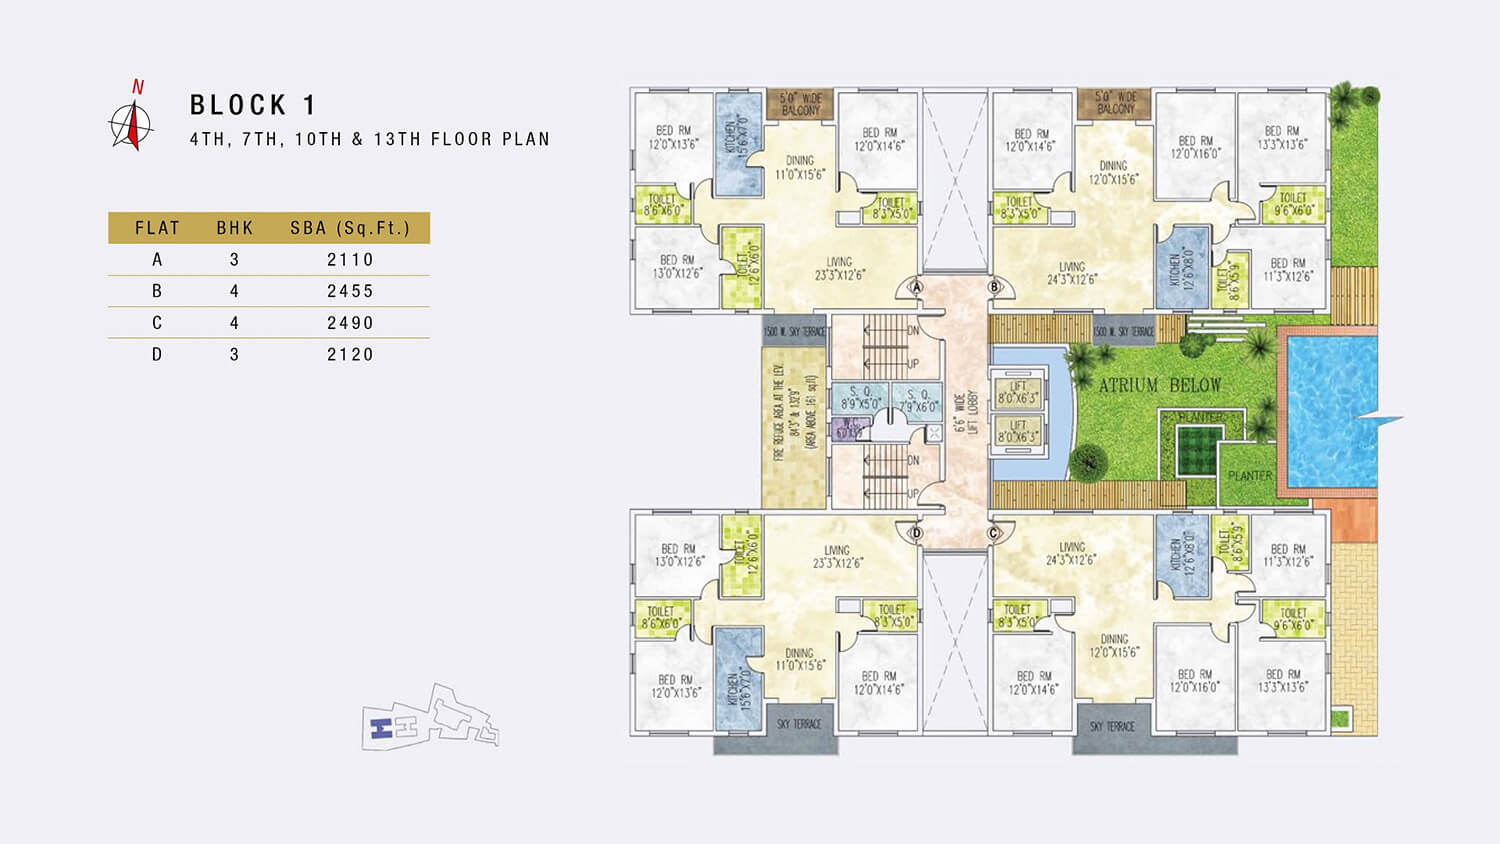 N
BLOCK 1
4TH, 7TH, 10TH & 13TH FLOOR PLAN
FLAT BHK SBA (Sq.Ft.)
A 3 2110
B 4 2455
C 4 2490
D 3 2120
BED RM
12'0"X13'6"
KITCHEN
15'6"X7'0"
5'0" WIDE
BALCONY
BED RM
12'0"X14'6"
DINING
11'0"X15'6"
TOILET
8'6"X6'0"
TOILET
8'3"X5'0"
BED RM
13'0"X12'6"
TOILET
12'6"X6'0"
LIVING
23'3"X12'6"
A
BED RM
12'0"X14'6"
5'0" WIDE
BALCONY
DINING
12'0"X15'6"
BED RM
12'0"X16'0"
BED RM
13'3"X13'6"
TOILET
8'3"X5'0"
TOILET
9'6"X6'0"
LIVING
24'3"X12'6"
KITCHEN
12'6"X8'0"
TOILET
8'6"X5'9"
BED RM
11'3"X12'6"
B
1500 W. SKY TERRACE
DN
UP
1500 W. SKY TERRACE
FIRE REFUGE AREA AT THE LEV.
(AREA ABOVE 161 sq.ft)
S. Q.
8'9"X5'0"
S. Q.
7'9"X6'0"
W.C.
6'6" WIDE
LIFT LOBBY
LIFT
8'0"X6'3"
LIFT
8'0"X6'3"
ATRIUM BELOW
PLANTER
PLANTER
DN
UP
D
C
BED RM
13'0"X12'6"
TOILET
12'6"X6'0"
LIVING
23'3"X12'6"
TOILET
8'6"X6'0"
TOILET
8'3"X5'0"
BED RM
12'0"X13'6"
KITCHEN
15'6"X7'0"
DINING
11'0"X15'6"
BED RM
12'0"X14'6"
SKY TERRACE
LIVING
24'3"X12'6"
KITCHEN
12'6"X8'0"
TOILET
8'6"X5'9"
BED RM
11'3"X12'6"
TOILET
8'3"X5'0"
TOILET
9'6"X6'0"
BED RM
12'0"X14'6"
DINING
12'0"X15'6"
BED RM
12'0"X16'0"
BED RM
13'3"X13'6"
SKY TERRACE